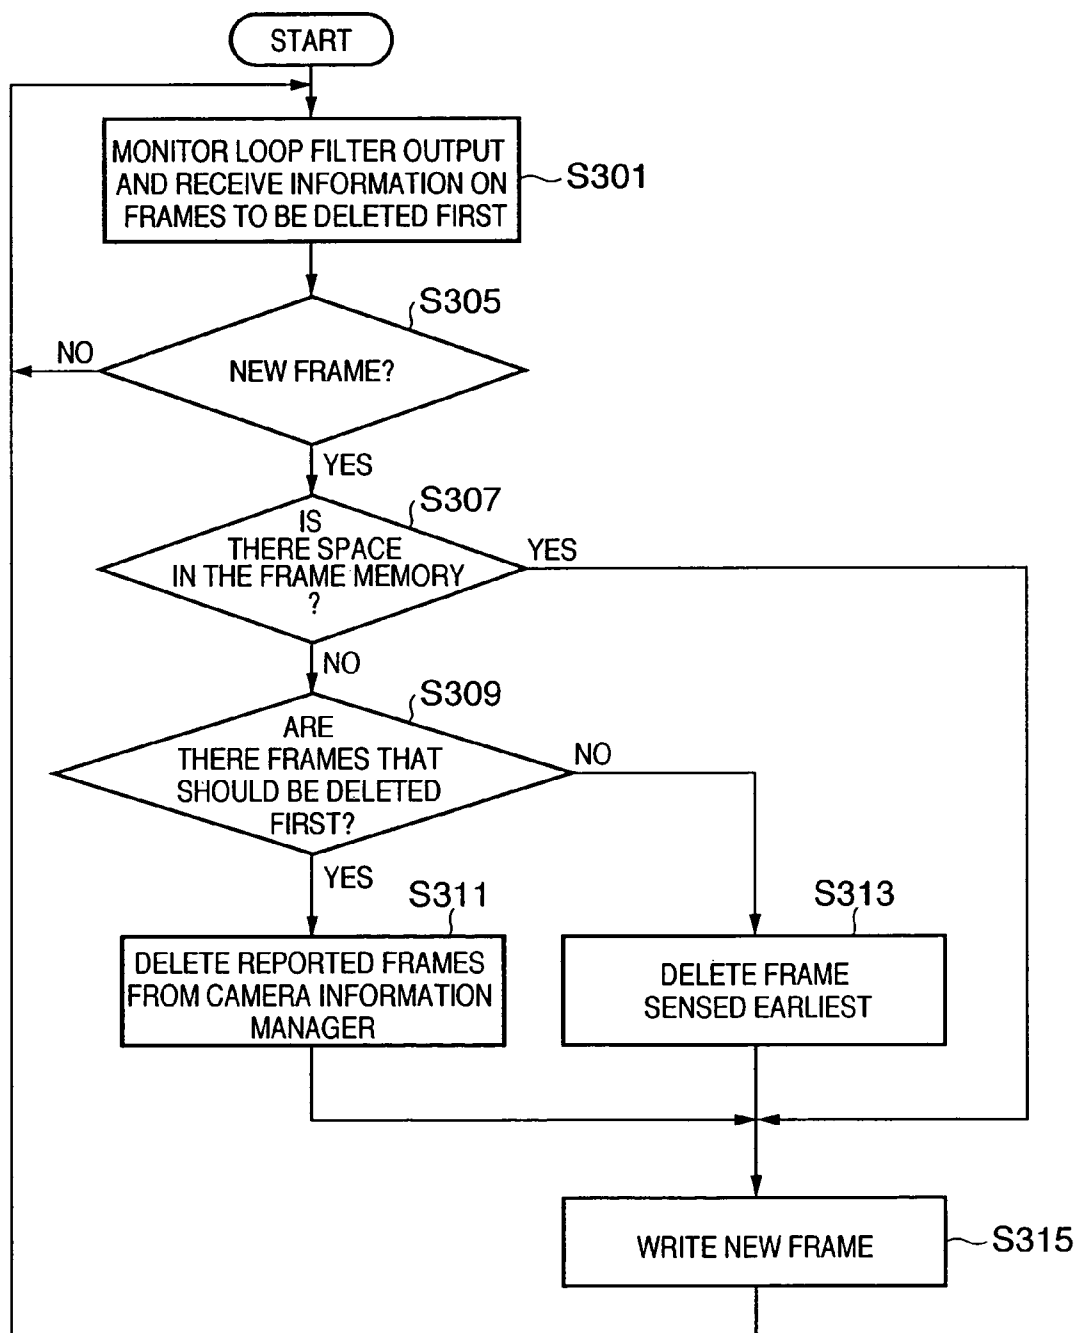 START
MONITOR LOOP FILTER OUTPUT
AND RECEIVE INFORMATION ON
FRAMES TO BE DELETED FIRST
S301
S305
NO
NEW FRAME?
YES
S307
IS
THERE SPACE
IN THE FRAME MEMORY
?
YES
NO
S309
ARE
THERE FRAMES THAT
SHOULD BE DELETED
FIRST?
NO
YES
S311
DELETE REPORTED FRAMES
FROM CAMERA INFORMATION
MANAGER
S313
DELETE FRAME
SENSED EARLIEST
WRITE NEW FRAME
S315